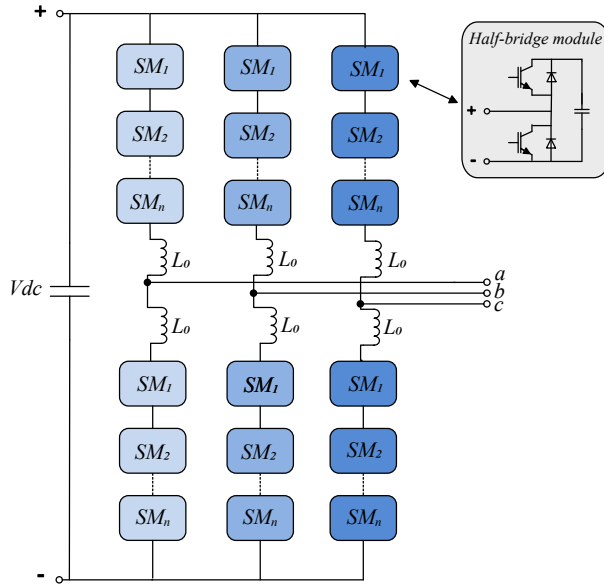 +
Half-bridge module
SM₁ SM₁ SM₁
+
-
SM₂ SM₂ SM₂
SMₙ SMₙ SMₙ
L₀ L₀ L₀
Vdc
a
b
c
L₀ L₀ L₀
SM₁ SM₁ SM₁
SM₂ SM₂ SM₂
SMₙ SMₙ SMₙ
-